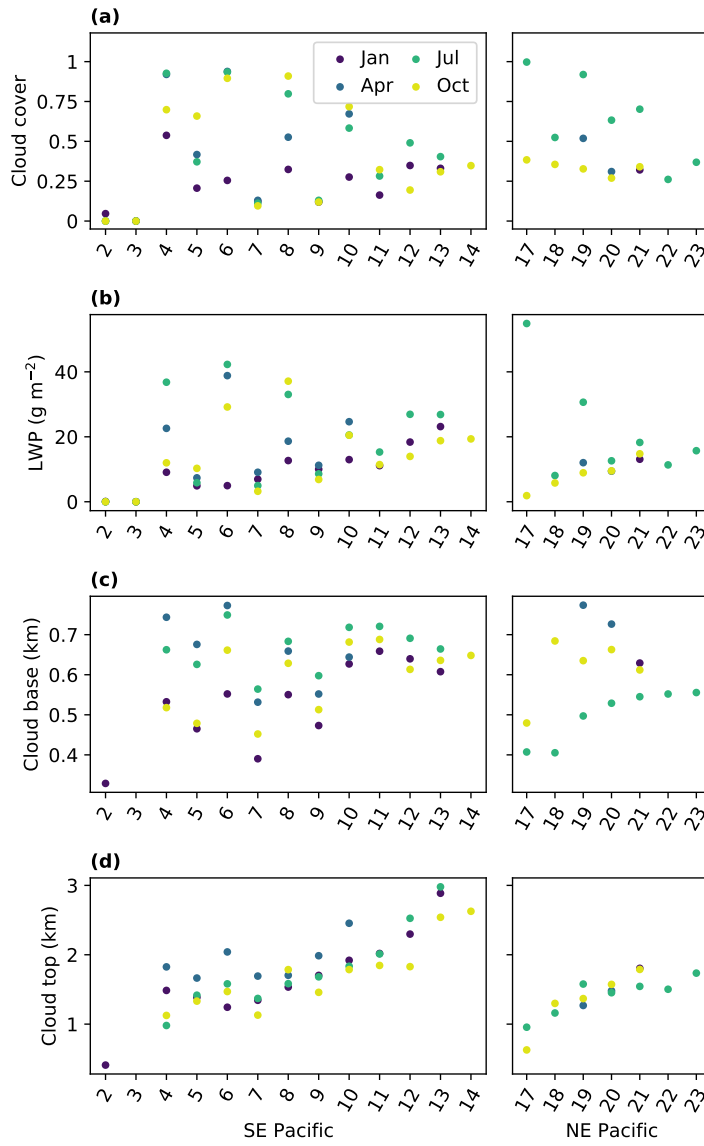 (a)
Cloud cover
1
0.75
0.5
0.25
0
Jan
Jul
Apr
Oct
2 3 4 5 6 7 8 9 10 11 12 13 14
17 18 19 20 21 22 23
(b)
LWP (g m⁻²)
40
20
0
2 3 4 5 6 7 8 9 10 11 12 13 14
17 18 19 20 21 22 23
(c)
Cloud base (km)
0.7
0.6
0.5
0.4
2 3 4 5 6 7 8 9 10 11 12 13 14
17 18 19 20 21 22 23
(d)
Cloud top (km)
3
2
1
2 3 4 5 6 7 8 9 10 11 12 13 14
17 18 19 20 21 22 23
SE Pacific
NE Pacific